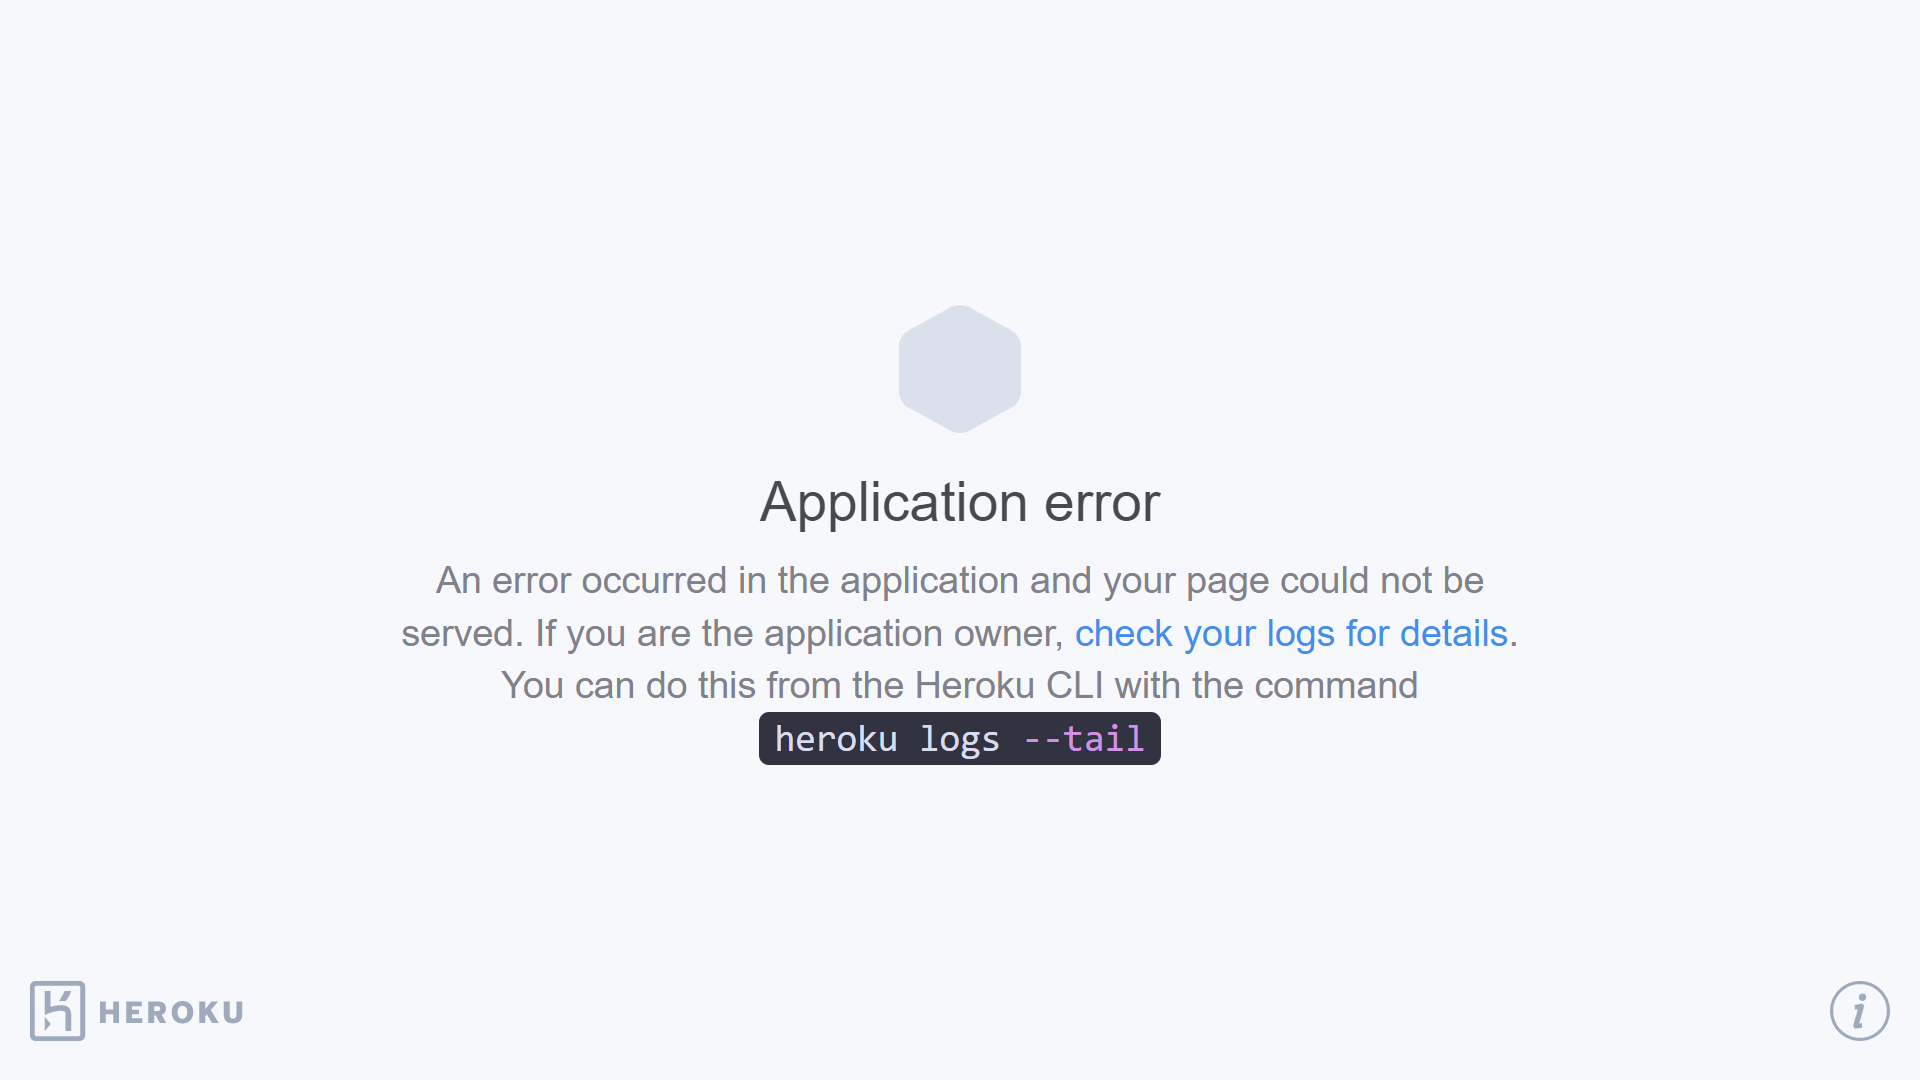 Application error
An error occurred in the application and your page could not be
served. If you are the application owner, check your logs for details.
You can do this from the Heroku CLI with the command
heroku logs --tail
HEROKU
i